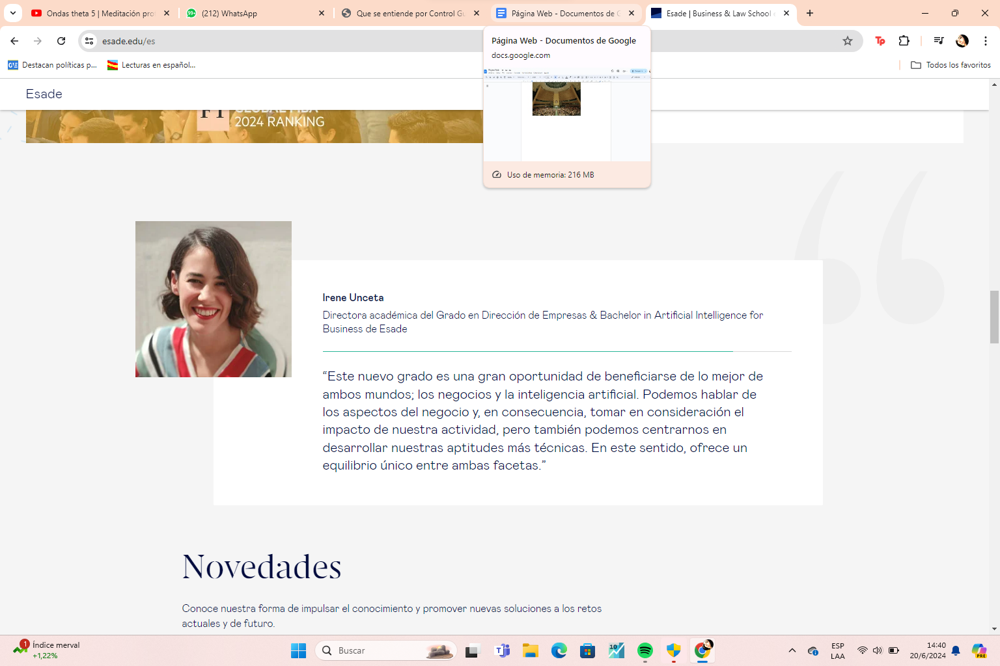 Ondas theta 5 | Meditación pro
(212) WhatsApp
Que se entiende por Control Gu
Página Web - Documentos de G
Esade | Business & Law School
esade.edu/es
Destacan políticas p...
Lecturas en español...
Todos los favoritos
Página Web - Documentos de Google
docs.google.com
Uso de memoria: 216 MB
Esade
FT
GLOBAL MBA
2024 RANKING
Irene Unceta
Directora académica del Grado en Dirección de Empresas & Bachelor in Artificial Intelligence for
Business de Esade
“Este nuevo grado es una gran oportunidad de beneficiarse de lo mejor de
ambos mundos; los negocios y la inteligencia artificial. Podemos hablar de
los aspectos del negocio y, en consecuencia, tomar en consideración el
impacto de nuestra actividad, pero también podemos centrarnos en
desarrollar nuestras aptitudes más técnicas. En este sentido, ofrece un
equilibrio único entre ambas facetas.”
Novedades
Conoce nuestra forma de impulsar el conocimiento y promover nuevas soluciones a los retos
actuales y de futuro.
1
Índice merval
+1,22%
Buscar
ESP
LAA
14:40
20/6/2024